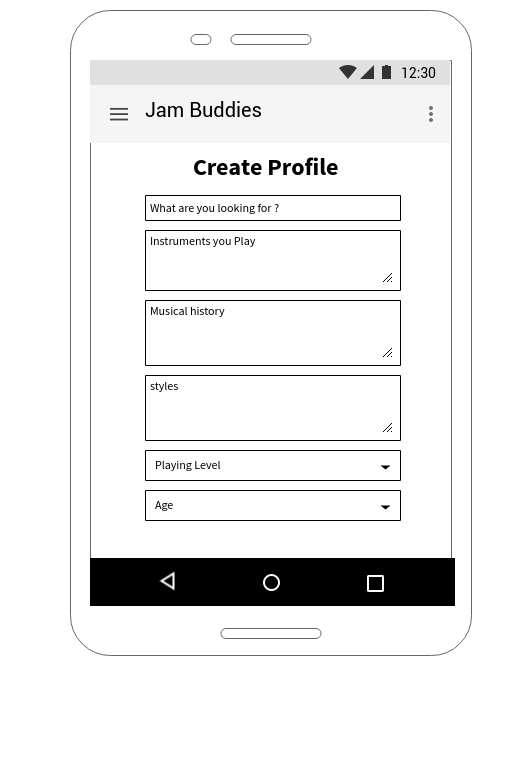 12:30
Jam Buddies
Create Profile
What are you looking for ?
Instruments you Play
Musical history
styles
Playing Level
Age